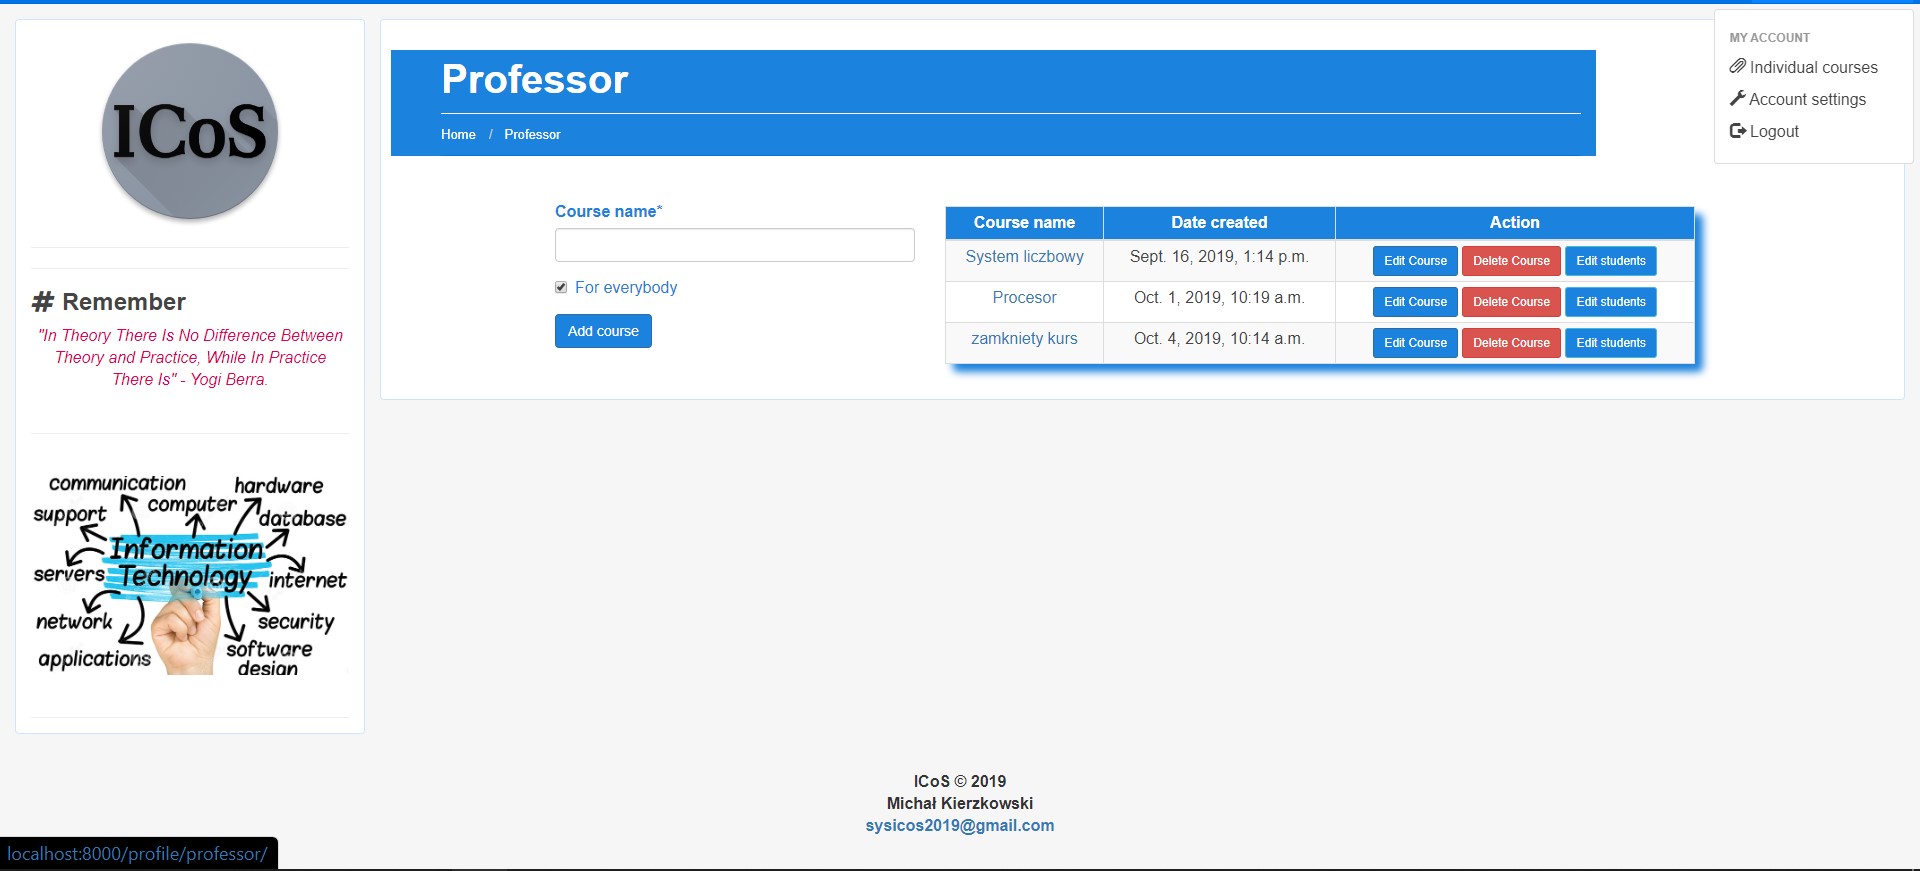 ICoS
# Remember
"In Theory There Is No Difference Between
Theory and Practice, While In Practice
There Is" - Yogi Berra.
communication
hardware
computer
support
database
Information
Technology
servers
internet
network
security
applications
software
design
Professor
Home / Professor
Course name*
For everybody
Add course
Course name Date created Action
System liczbowy Sept. 16, 2019, 1:14 p.m. Edit Course Delete Course Edit students
Procesor Oct. 1, 2019, 10:19 a.m. Edit Course Delete Course Edit students
zamkniety kurs Oct. 4, 2019, 10:14 a.m. Edit Course Delete Course Edit students
MY ACCOUNT
Individual courses
Account settings
Logout
ICoS © 2019
Michał Kierzkowski
sysicos2019@gmail.com
localhost:8000/profile/professor/